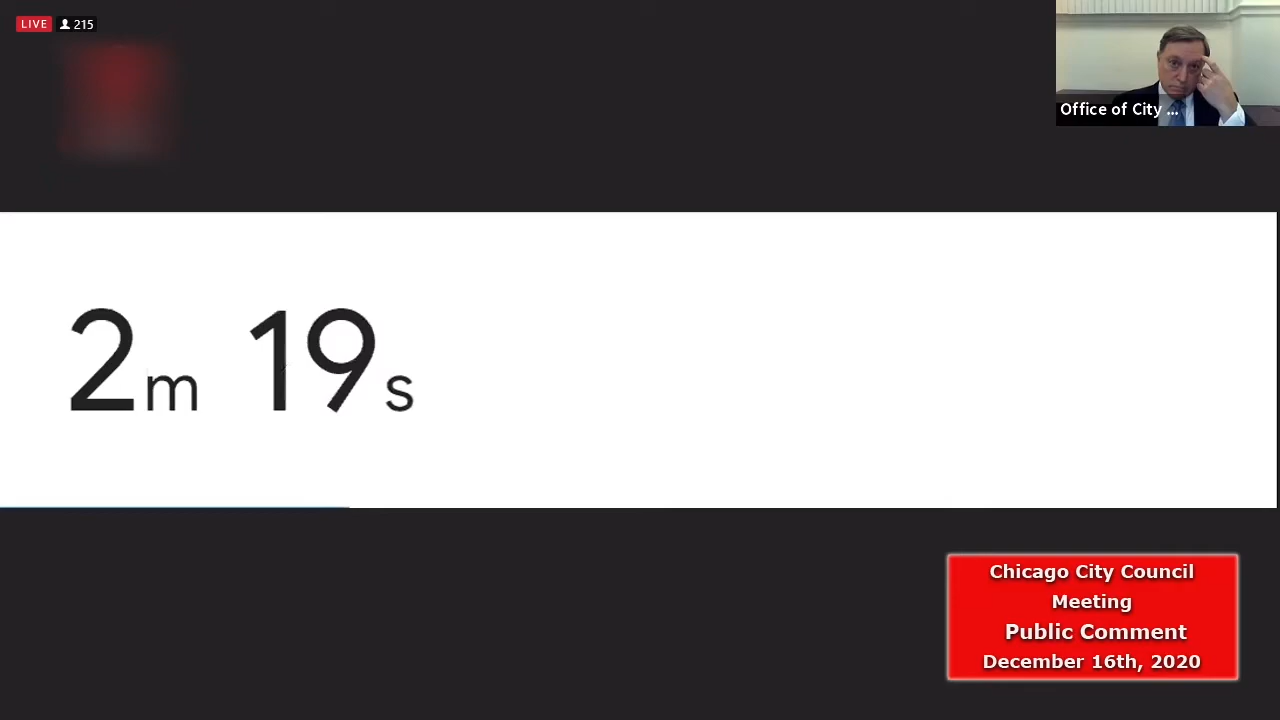 LIVE 215
Office of City ...
2m 19s
Chicago City Council
Meeting
Public Comment
December 16th, 2020